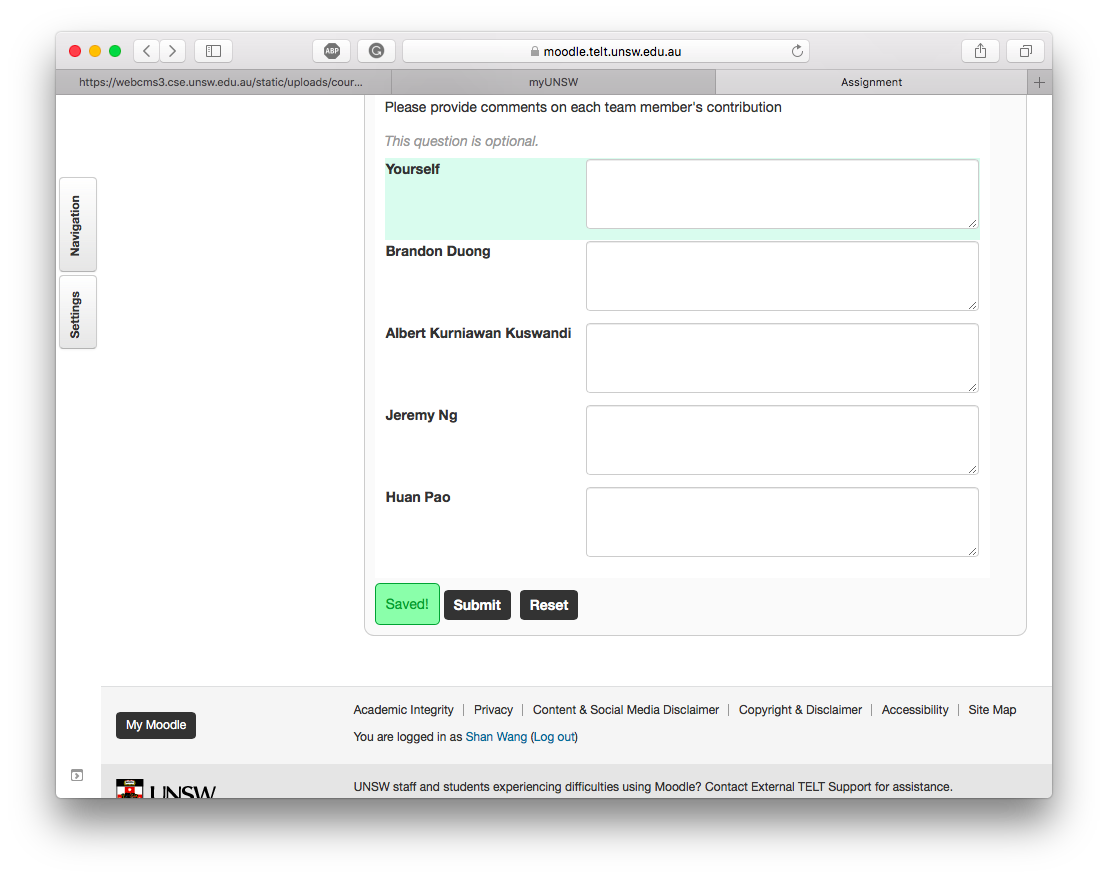 ABP
moodle.telt.unsw.edu.au
https://webcms3.cse.unsw.edu.au/static/uploads/cour...
myUNSW
Assignment
Please provide comments on each team member's contribution
This question is optional.
Navigation
Settings
Yourself
Brandon Duong
Albert Kurniawan Kuswandi
Jeremy Ng
Huan Pao
Saved! Submit Reset
My Moodle
Academic Integrity | Privacy | Content & Social Media Disclaimer | Copyright & Disclaimer | Accessibility | Site Map
You are logged in as Shan Wang (Log out)
UNSW
UNSW staff and students experiencing difficulties using Moodle? Contact External TELT Support for assistance.